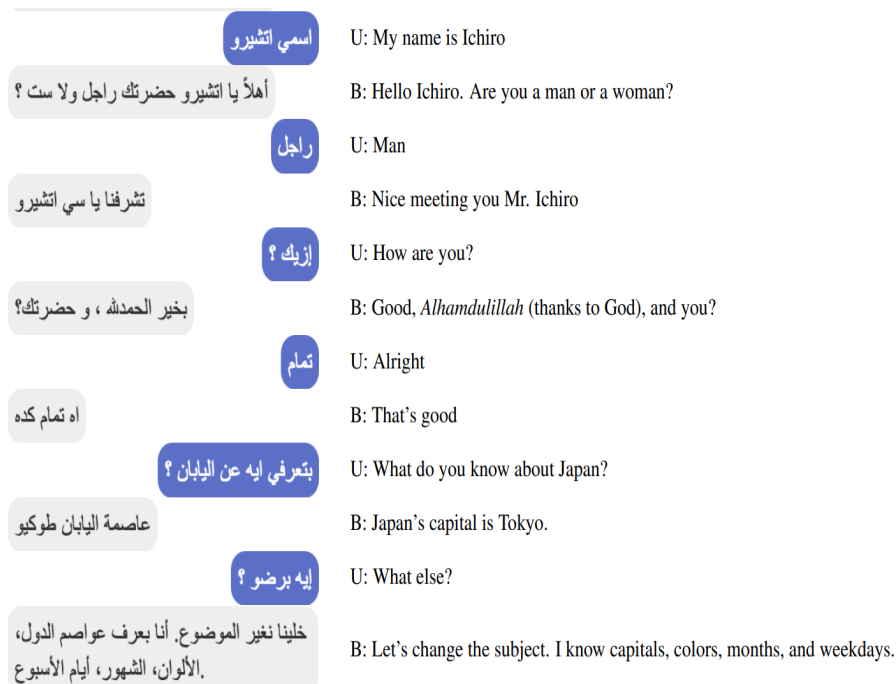 اسمي اتشيرو
U: My name is Ichiro
أهلاً يا اتشيرو حضرتك راجل ولا ست ؟
B: Hello Ichiro. Are you a man or a woman?
راجل
U: Man
تشرفنا يا سي اتشيرو
B: Nice meeting you Mr. Ichiro
إزيك ؟
U: How are you?
بخير الحمدلله ، و حضرتك؟
B: Good, Alhamdulillah (thanks to God), and you?
تمام
U: Alright
اه تمام كده
B: That's good
بتعرفي ايه عن اليابان ؟
U: What do you know about Japan?
عاصمة اليابان طوكيو
B: Japan's capital is Tokyo.
إيه برضو ؟
U: What else?
خلينا نغير الموضوع. أنا بعرف عواصم الدول،
الألوان، الشهور، أيام الأسبوع.
B: Let's change the subject. I know capitals, colors, months, and weekdays.